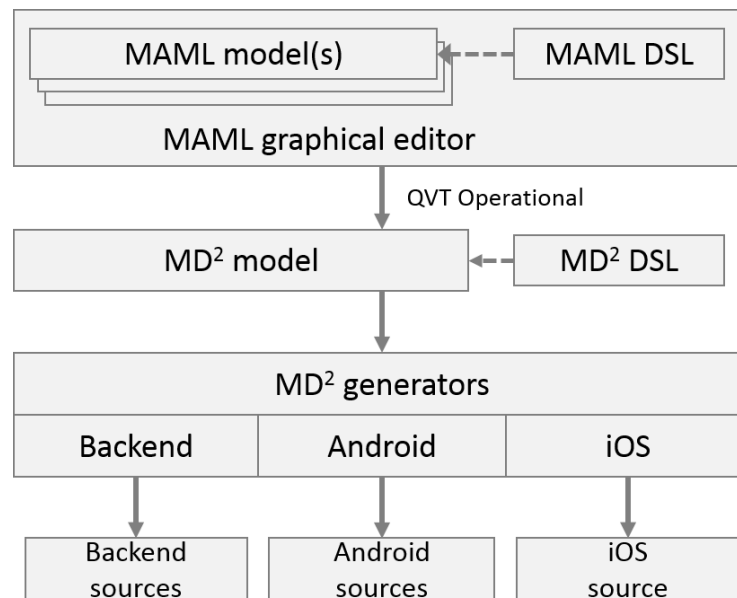 MAML model(s)
MAML DSL
MAML graphical editor
QVT Operational
MD² model
MD² DSL
MD² generators
Backend
Android
iOS
Backend
sources
Android
sources
iOS
source